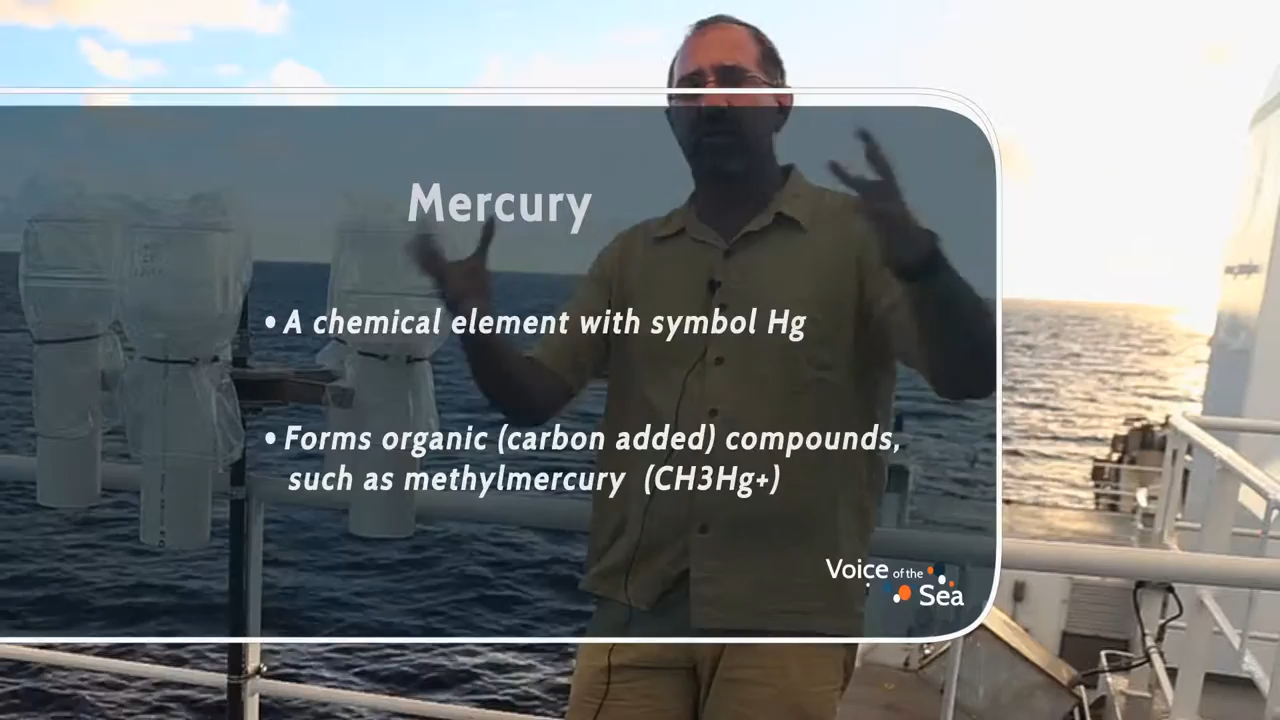 Mercury
• A chemical element with symbol Hg
• Forms organic (carbon added) compounds,
such as methylmercury (CH3Hg+)
Voice of the
Sea